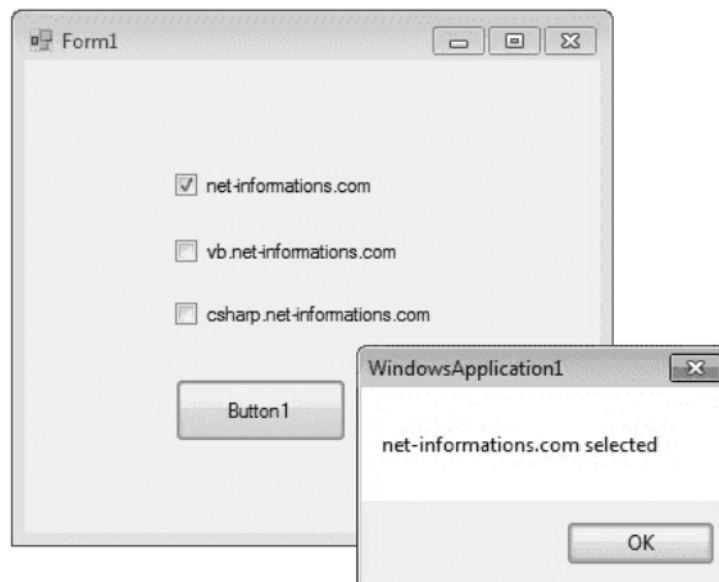 Form1
net-informations.com
vb.net-informations.com
csharp.net-informations.com
Button1
WindowsApplication1
net-informations.com selected
OK